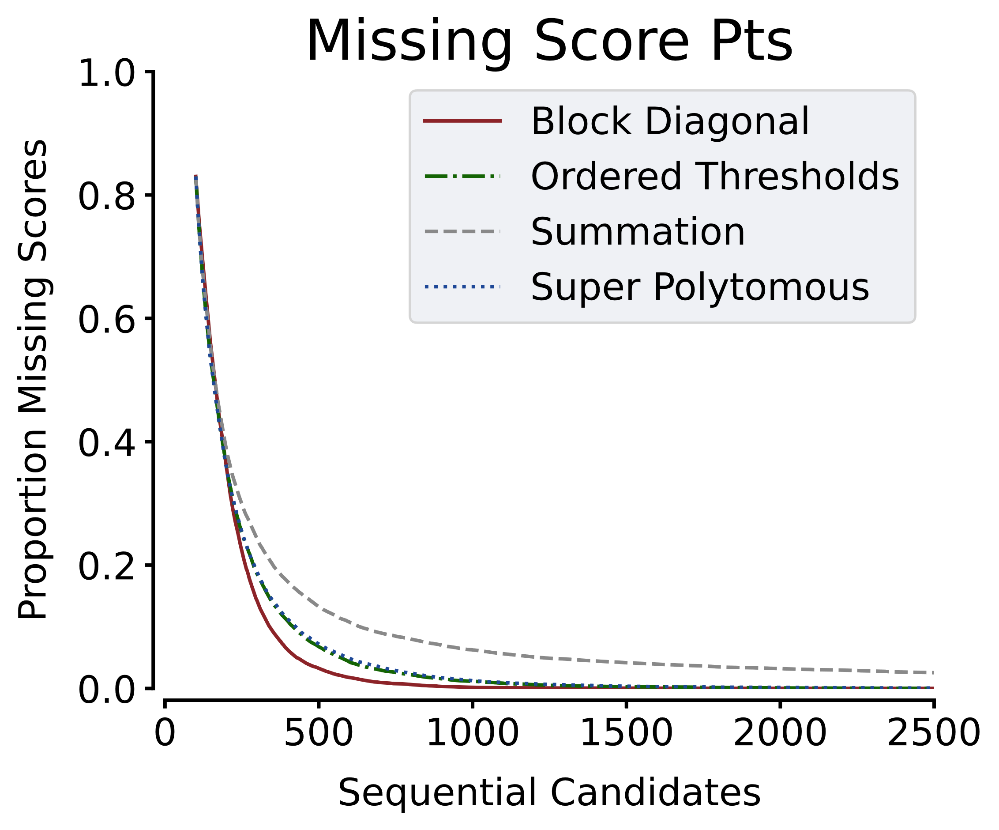 Missing Score Pts
1.0
0.8
0.6
0.4
0.2
0.0
Proportion Missing Scores
Block Diagonal
Ordered Thresholds
Summation
Super Polytomous
0 500 1000 1500 2000 2500
Sequential Candidates